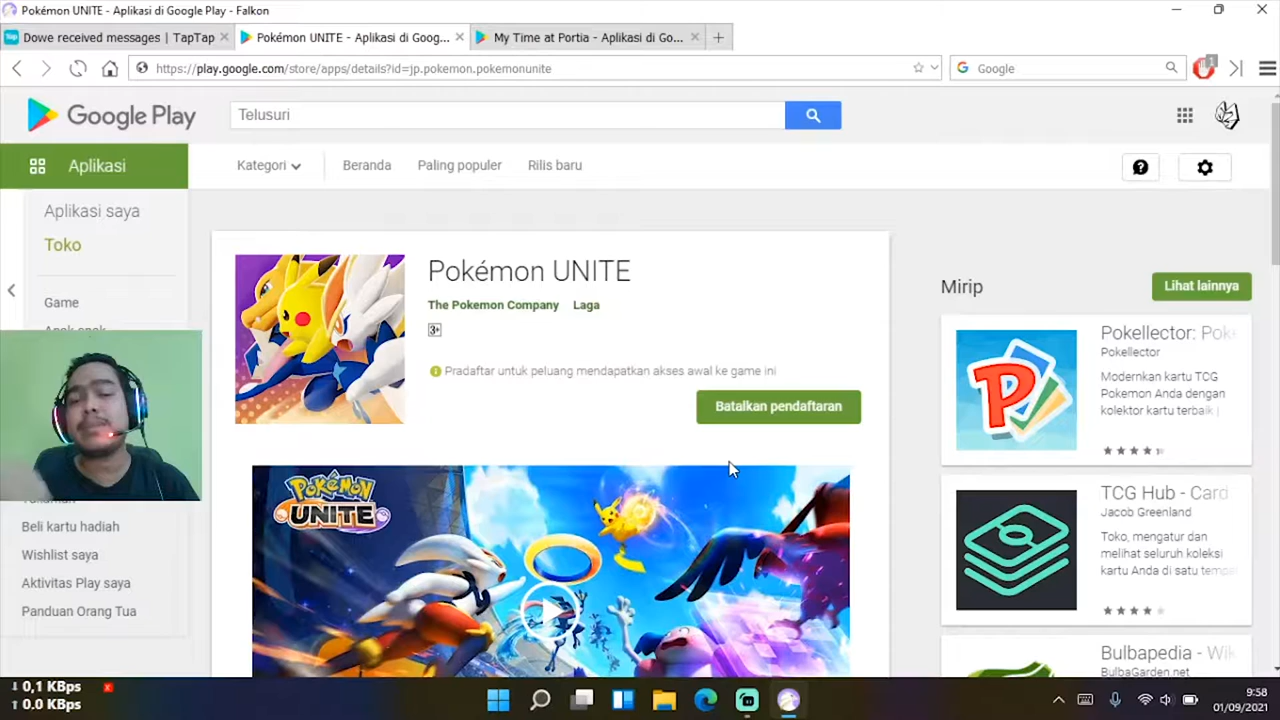 Pokémon UNITE - Aplikasi di Google Play - Falkon
Dowe received messages | TapTap
Pokémon UNITE - Aplikasi di Goog...
My Time at Portia - Aplikasi di Go...
https://play.google.com/store/apps/details?id=jp.pokemon.pokemonunite
Google
1
Google Play
Telusuri
Aplikasi
Kategori
Beranda
Paling populer
Rilis baru
Aplikasi saya
Toko
Game
Beli kartu hadiah
Wishlist saya
Aktivitas Play saya
Panduan Orang Tua
Pokémon UNITE
The Pokemon Company Laga
3+
Pradaftar untuk peluang mendapatkan akses awal ke game ini
Batalkan pendaftaran
POKÉMON
UNITE
Mirip
Lihat lainnya
Pokellector: Pok
Pokellector
Modernkan kartu TCG
Pokemon Anda dengan
kolektor kartu terbaik
TCG Hub - Card
Jacob Greenland
Toko, mengatur dan
melihat seluruh koleksi
kartu Anda di satu
Bulbapedia - Wik
BulbaGarden.net
0,1 KBps
0.0 KBps
9:58
01/09/2021